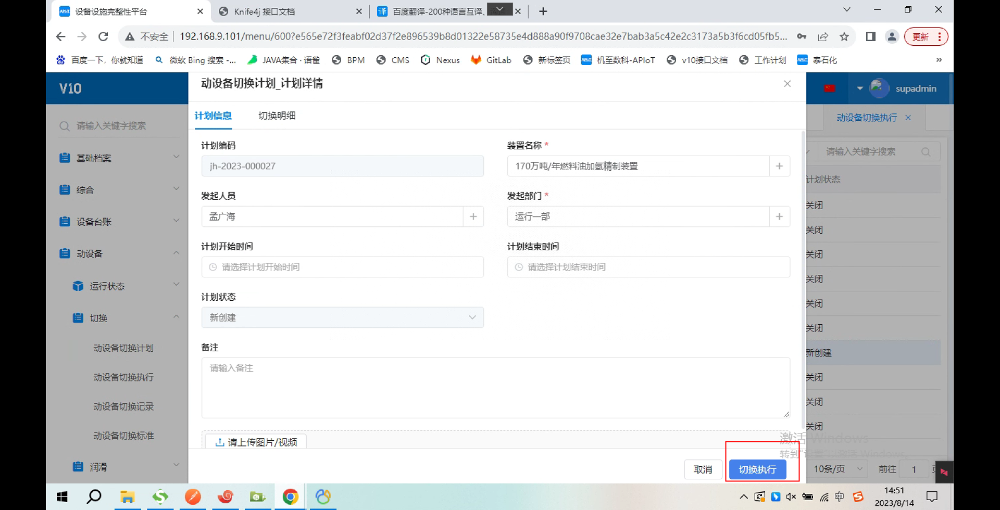 设备设施完整性平台
Knife4j 接口文档
百度翻译-200种语言互译、
不安全
192.168.9.101/menu/600?e565e72f3feabf02d37f2e896539b8d01322e58735e4d888a90f9708cae32e7bab3a5c42e2c3173a5b3f6cd05fb5...
更新
百度一下，你就知道
微软 Bing 搜索 -...
JAVA集合 · 语雀
BPM
CMS
Nexus
GitLab
新标签页
机至数科-APIoT
v10接口文档
工作计划
泰石化
»
V10
动设备切换计划_计划详情
supadmin
请输入关键字搜索
基础档案
综合
设备台账
动设备
运行状态
切换
动设备切换计划
动设备切换执行
动设备切换记录
动设备切换标准
润滑
计划信息
切换明细
计划编码
jh-2023-000027
装置名称 *
170万吨/年燃料油加氢精制装置
发起人员
孟广海
发起部门 *
运行一部
计划开始时间
请选择计划开始时间
计划结束时间
请选择计划结束时间
计划状态
新创建
备注
请输入备注
请上传图片/视频
取消
切换执行
动设备切换执行
请输入关键字搜索
计划状态
关闭
关闭
关闭
关闭
关闭
关闭
新创建
关闭
关闭
关闭
激活 Windows
转到"设置"以激活 Windows。
10条/页
前往
1
14:51
2023/8/14
中